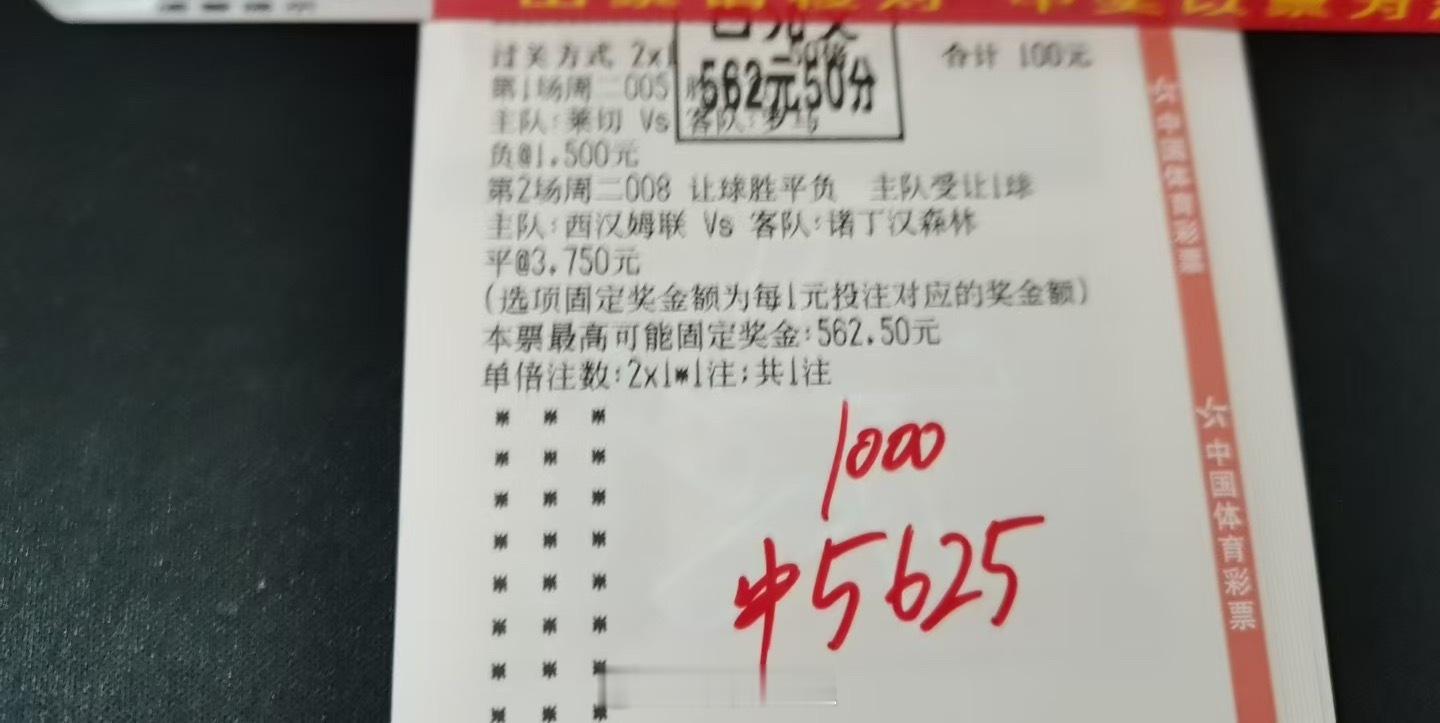 过关方式 2x1
合计 100元
562元50分
第1场周二005
主队:莱切 Vs 客队:罗马
负@1.500元
第2场周二008 让球胜平负 主队受让1球
主队:西汉姆联 Vs 客队:诺丁汉森林
平@3.750元
(选项固定奖金额为每1元投注对应的奖金额)
本票最高可能固定奖金:562.50元
单倍注数:2x1*1注;共1注
1000
中5625
中国体育彩票
中国体育彩票